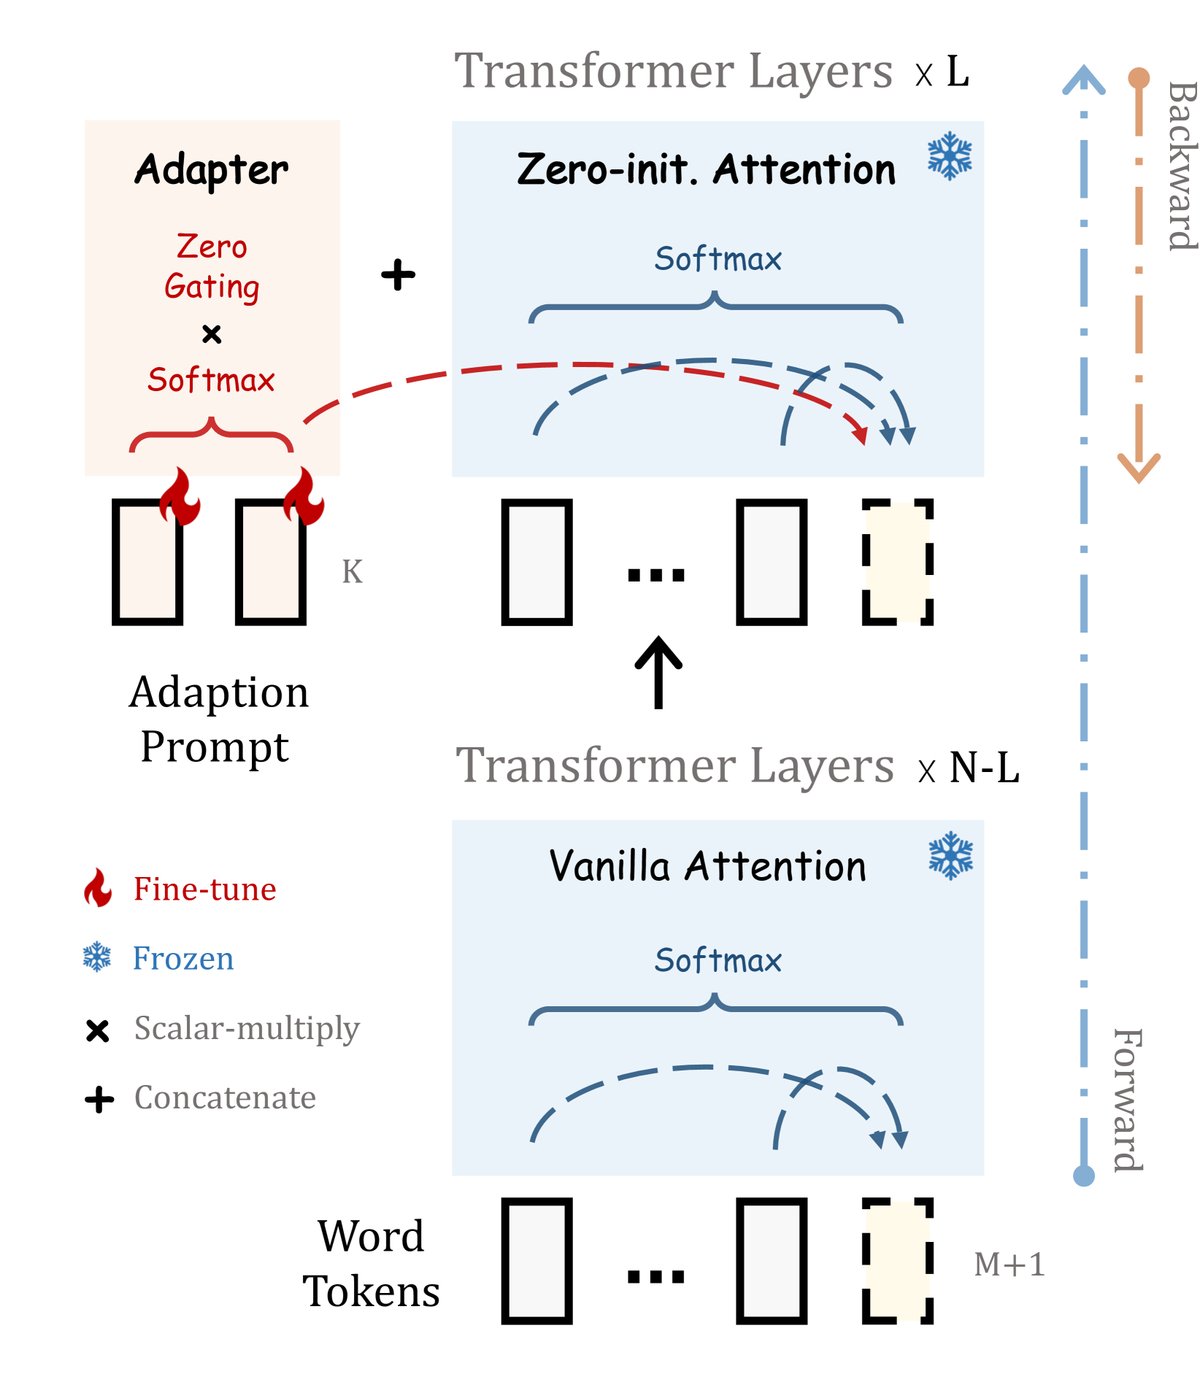 Transformer Layers x L
Backward
Adapter
Zero
Gating
×
Softmax
+
Zero-init. Attention
Softmax
K
...
Adaption
Prompt
Transformer Layers x N-L
Vanilla Attention
Softmax
Fine-tune
Frozen
× Scalar-multiply
+ Concatenate
Forward
Word
Tokens
...
M+1